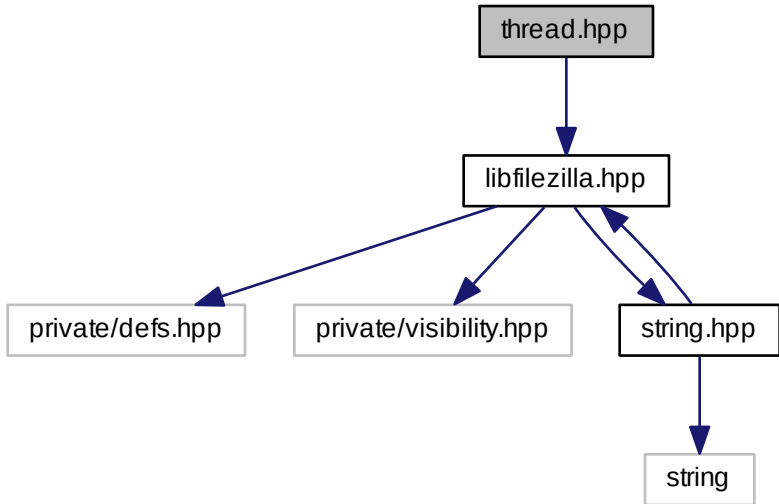 thread.hpp
libfilezilla.hpp
private/defs.hpp
private/visibility.hpp
string.hpp
string